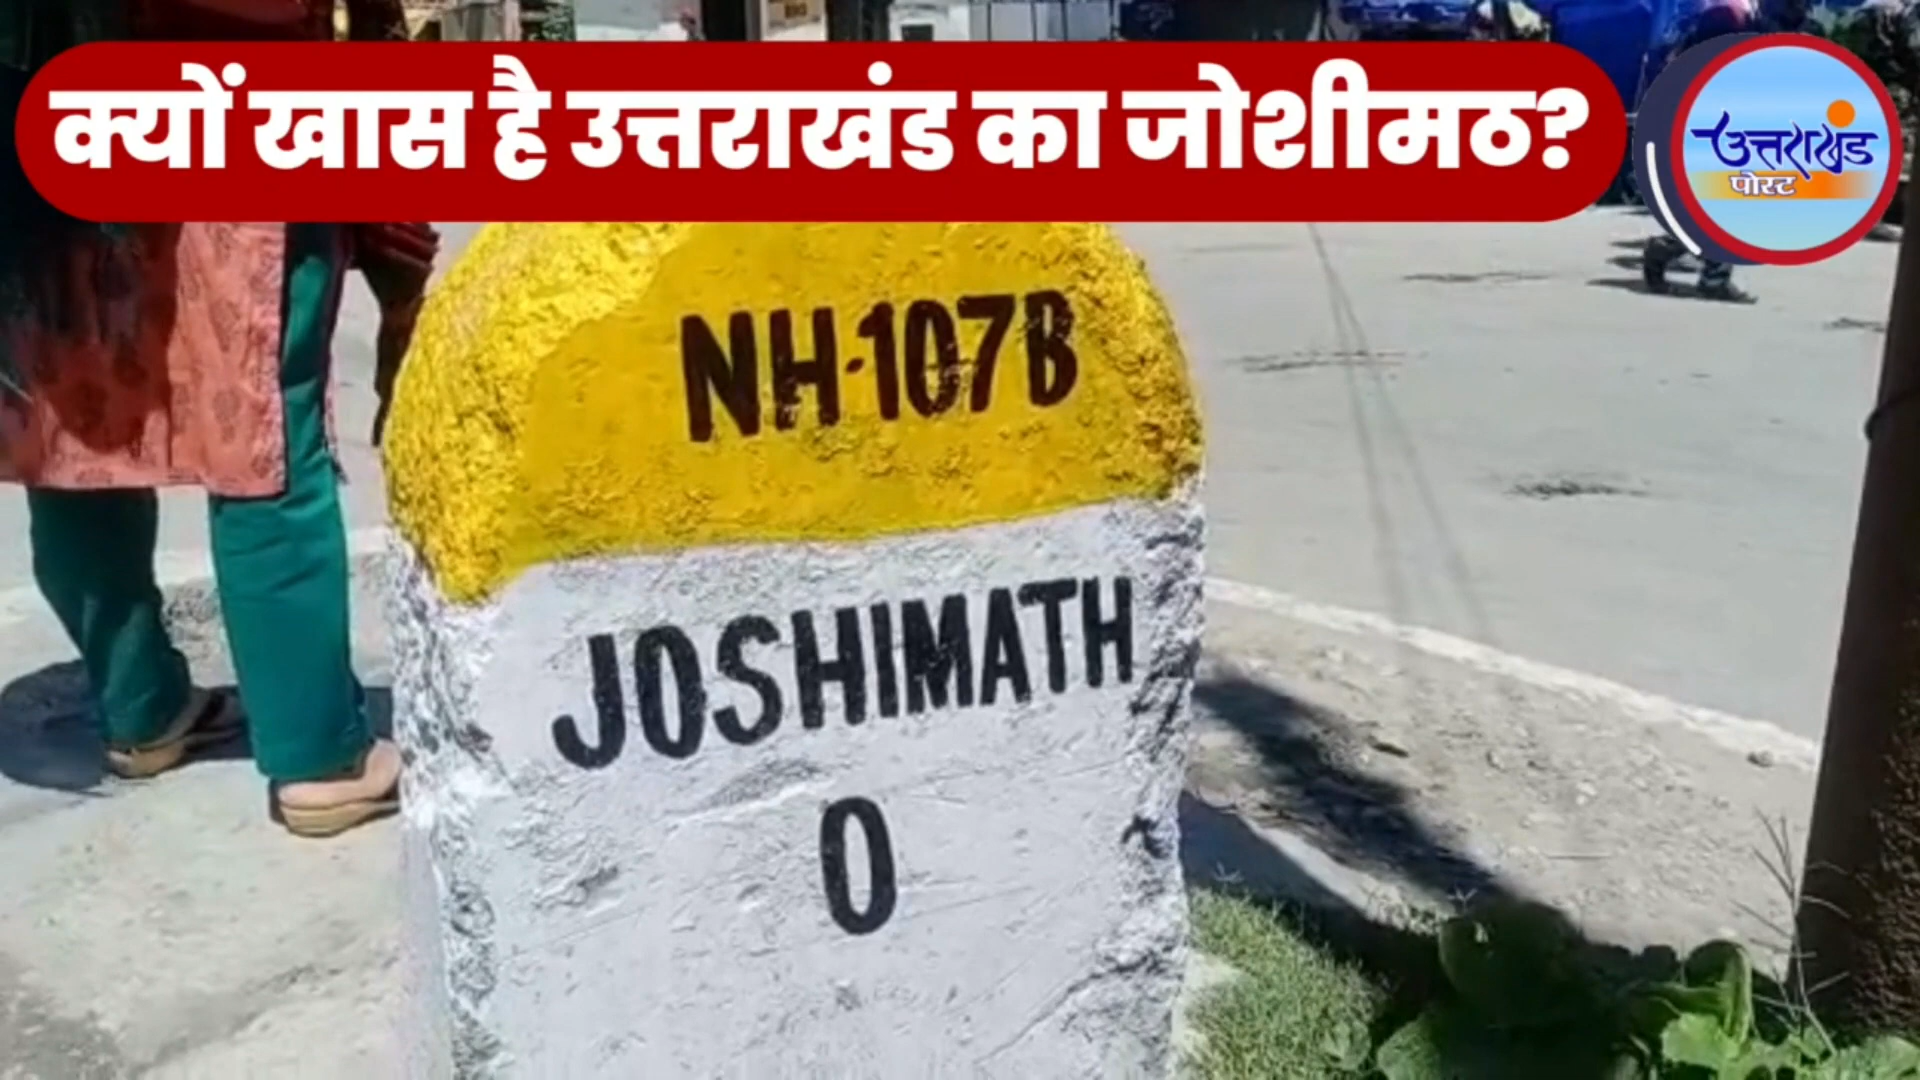 क्यों खास है उत्तराखंड का जोशीमठ?
उत्तराखंड
पोस्ट
NH-107B
JOSHIMATH
0